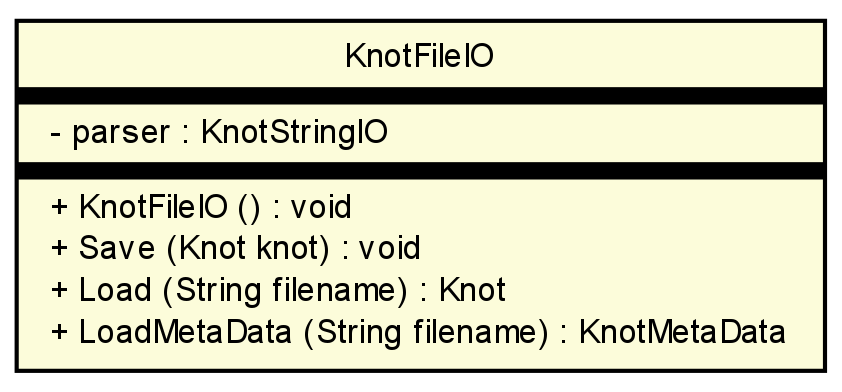 KnotFileIO
- parser : KnotStringIO
+ KnotFileIO () : void
+ Save (Knot knot) : void
+ Load (String filename) : Knot
+ LoadMetaData (String filename) : KnotMetaData